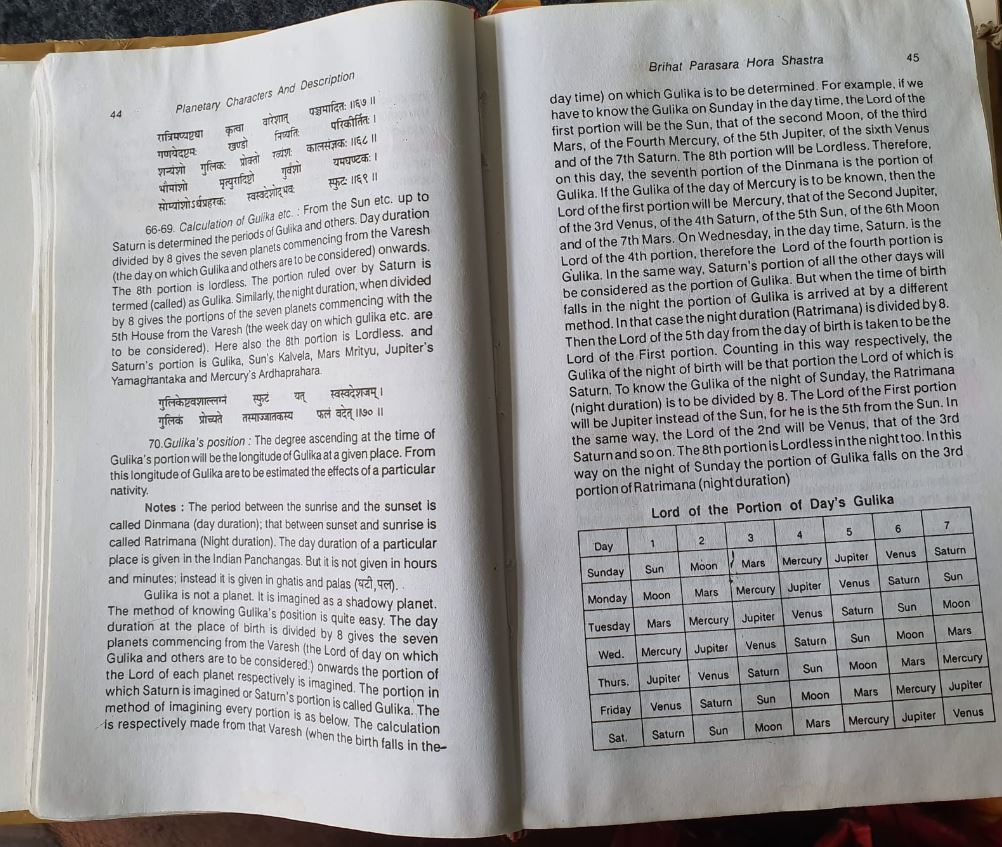 44
Planetary Characters And Description
रात्रिमप्यष्टधा कृत्वा वारेशात् पञ्चमादितः ॥६७॥
गणयेदष्टमः खण्डो निष्पतिः परिकीर्तितः ।
शन्यंशो गुलिकः प्रोक्तो रव्यंशः कालसंज्ञकः ॥६८॥
भौमांशो मृत्युरादिष्टो गुर्वंशो यमघण्टकः ।
सोम्यांशोऽर्धप्रहरकः स्वस्वदेशोद्भवः स्फुटः ॥६९॥
66-69. Calculation of Gulika etc. : From the Sun etc. up to
Saturn is determined the periods of Gulika and others. Day duration
divided by 8 gives the seven planets commencing from the Varesh
(the day on which Gulika and others are to be considered) onwards.
The 8th portion is lordless. The portion ruled over by Saturn is
termed (called) as Gulika. Similarly, the night duration, when divided
by 8 gives the portions of the seven planets commencing with the
5th House from the Varesh (the week day on which gulika etc. are
to be considered). Here also the 8th portion is Lordless. and
Saturn's portion is Gulika, Sun's Kalvela, Mars Mrityu, Jupiter's
Yamaghantaka and Mercury's Ardhaprahara.
गुलिकेष्टवशाल्लग्नं स्फुटं यत् स्वस्वदेशजम् ।
गुलिकं प्रोच्यते तस्माज्जातकस्य फलं वदेत् ॥७०॥
70.Gulika's position : The degree ascending at the time of
Gulika's portion will be the longitude of Gulika at a given place. From
this longitude of Gulika are to be estimated the effects of a particular
nativity.
Notes : The period between the sunrise and the sunset is
called Dinmana (day duration); that between sunset and sunrise is
called Ratrimana (Night duration). The day duration of a particular
place is given in the Indian Panchangas. But it is not given in hours
and minutes; instead it is given in ghatis and palas (घटी,पल). .
Gulika is not a planet. It is imagined as a shadowy planet.
The method of knowing Gulika's position is quite easy. The day
duration at the place of birth is divided by 8 gives the seven
planets commencing from the Varesh (the Lord of day on which
Gulika and others are to be considered.) onwards the portion of
the Lord of each planet respectively is imagined. The portion in
which Saturn is imagined or Saturn's portion is called Gulika. The
method of imagining every portion is as below. The calculation
is respectively made from that Varesh (when the birth falls in the-
Brihat Parasara Hora Shastra
45
day time) on which Gulika is to be determined. For example, if we
have to know the Gulika on Sunday in the day time, the Lord of the
first portion will be the Sun, that of the second Moon, of the third
Mars, of the Fourth Mercury, of the 5th Jupiter, of the sixth Venus
and of the 7th Saturn. The 8th portion will be Lordless. Therefore,
on this day, the seventh portion of the Dinmana is the portion of
Gulika. If the Gulika of the day of Mercury is to be known, then the
Lord of the first portion will be Mercury, that of the Second Jupiter,
of the 3rd Venus, of the 4th Saturn, of the 5th Sun, of the 6th Moon
and of the 7th Mars. On Wednesday, in the day time, Saturn. is the
Lord of the 4th portion, therefore the Lord of the fourth portion is
Gulika. In the same way, Saturn's portion of all the other days will
be considered as the portion of Gulika. But when the time of birth
falls in the night the portion of Gulika is arrived at by a different
method. In that case the night duration (Ratrimana) is divided by 8.
Then the Lord of the 5th day from the day of birth is taken to be the
Lord of the First portion. Counting in this way respectively, the
Gulika of the night of birth will be that portion the Lord of which is
Saturn. To know the Gulika of the night of Sunday, the Ratrimana
(night duration) is to be divided by 8. The Lord of the First portion
will be Jupiter instead of the Sun, for he is the 5th from the Sun. In
the same way, the Lord of the 2nd will be Venus, that of the 3rd
Saturn and so on. The 8th portion is Lordless in the night too. In this
way on the night of Sunday the portion of Gulika falls on the 3rd
portion of Ratrimana (night duration)
Lord of the Portion of Day's Gulika
Day 1 2 3 4 5 6 7
Sunday Sun Moon Mars Mercury Jupiter Venus Saturn
Monday Moon Mars Mercury Jupiter Venus Saturn Sun
Tuesday Mars Mercury Jupiter Venus Saturn Sun Moon
Wed. Mercury Jupiter Venus Saturn Sun Moon Mars
Thurs. Jupiter Venus Saturn Sun Moon Mars Mercury
Friday Venus Saturn Sun Moon Mars Mercury Jupiter
Sat. Saturn Sun Moon Mars Mercury Jupiter Venus